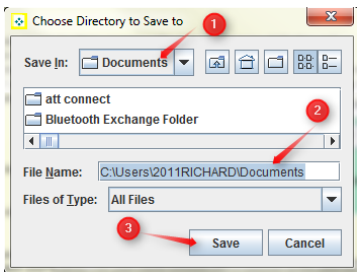 Choose Directory to Save to
1
Save In: Documents
att connect
Bluetooth Exchange Folder
2
File Name: C:\Users\2011RICHARD\Documents
Files of Type: All Files
3
Save Cancel